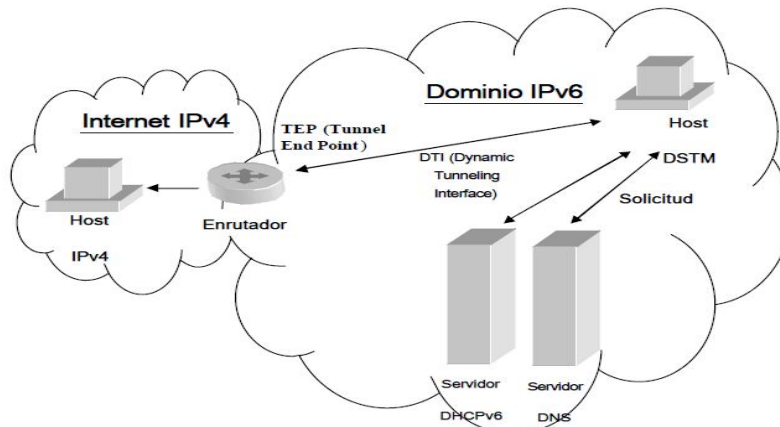 Dominio IPv6
Internet IPv4
TEP (Tunnel
End Point)
Host
IPv4
Enrutador
DTI (Dynamic
Tunneling
Interface)
Host
DSTM
Solicitud
Servidor
DHCPv6
Servidor
DNS